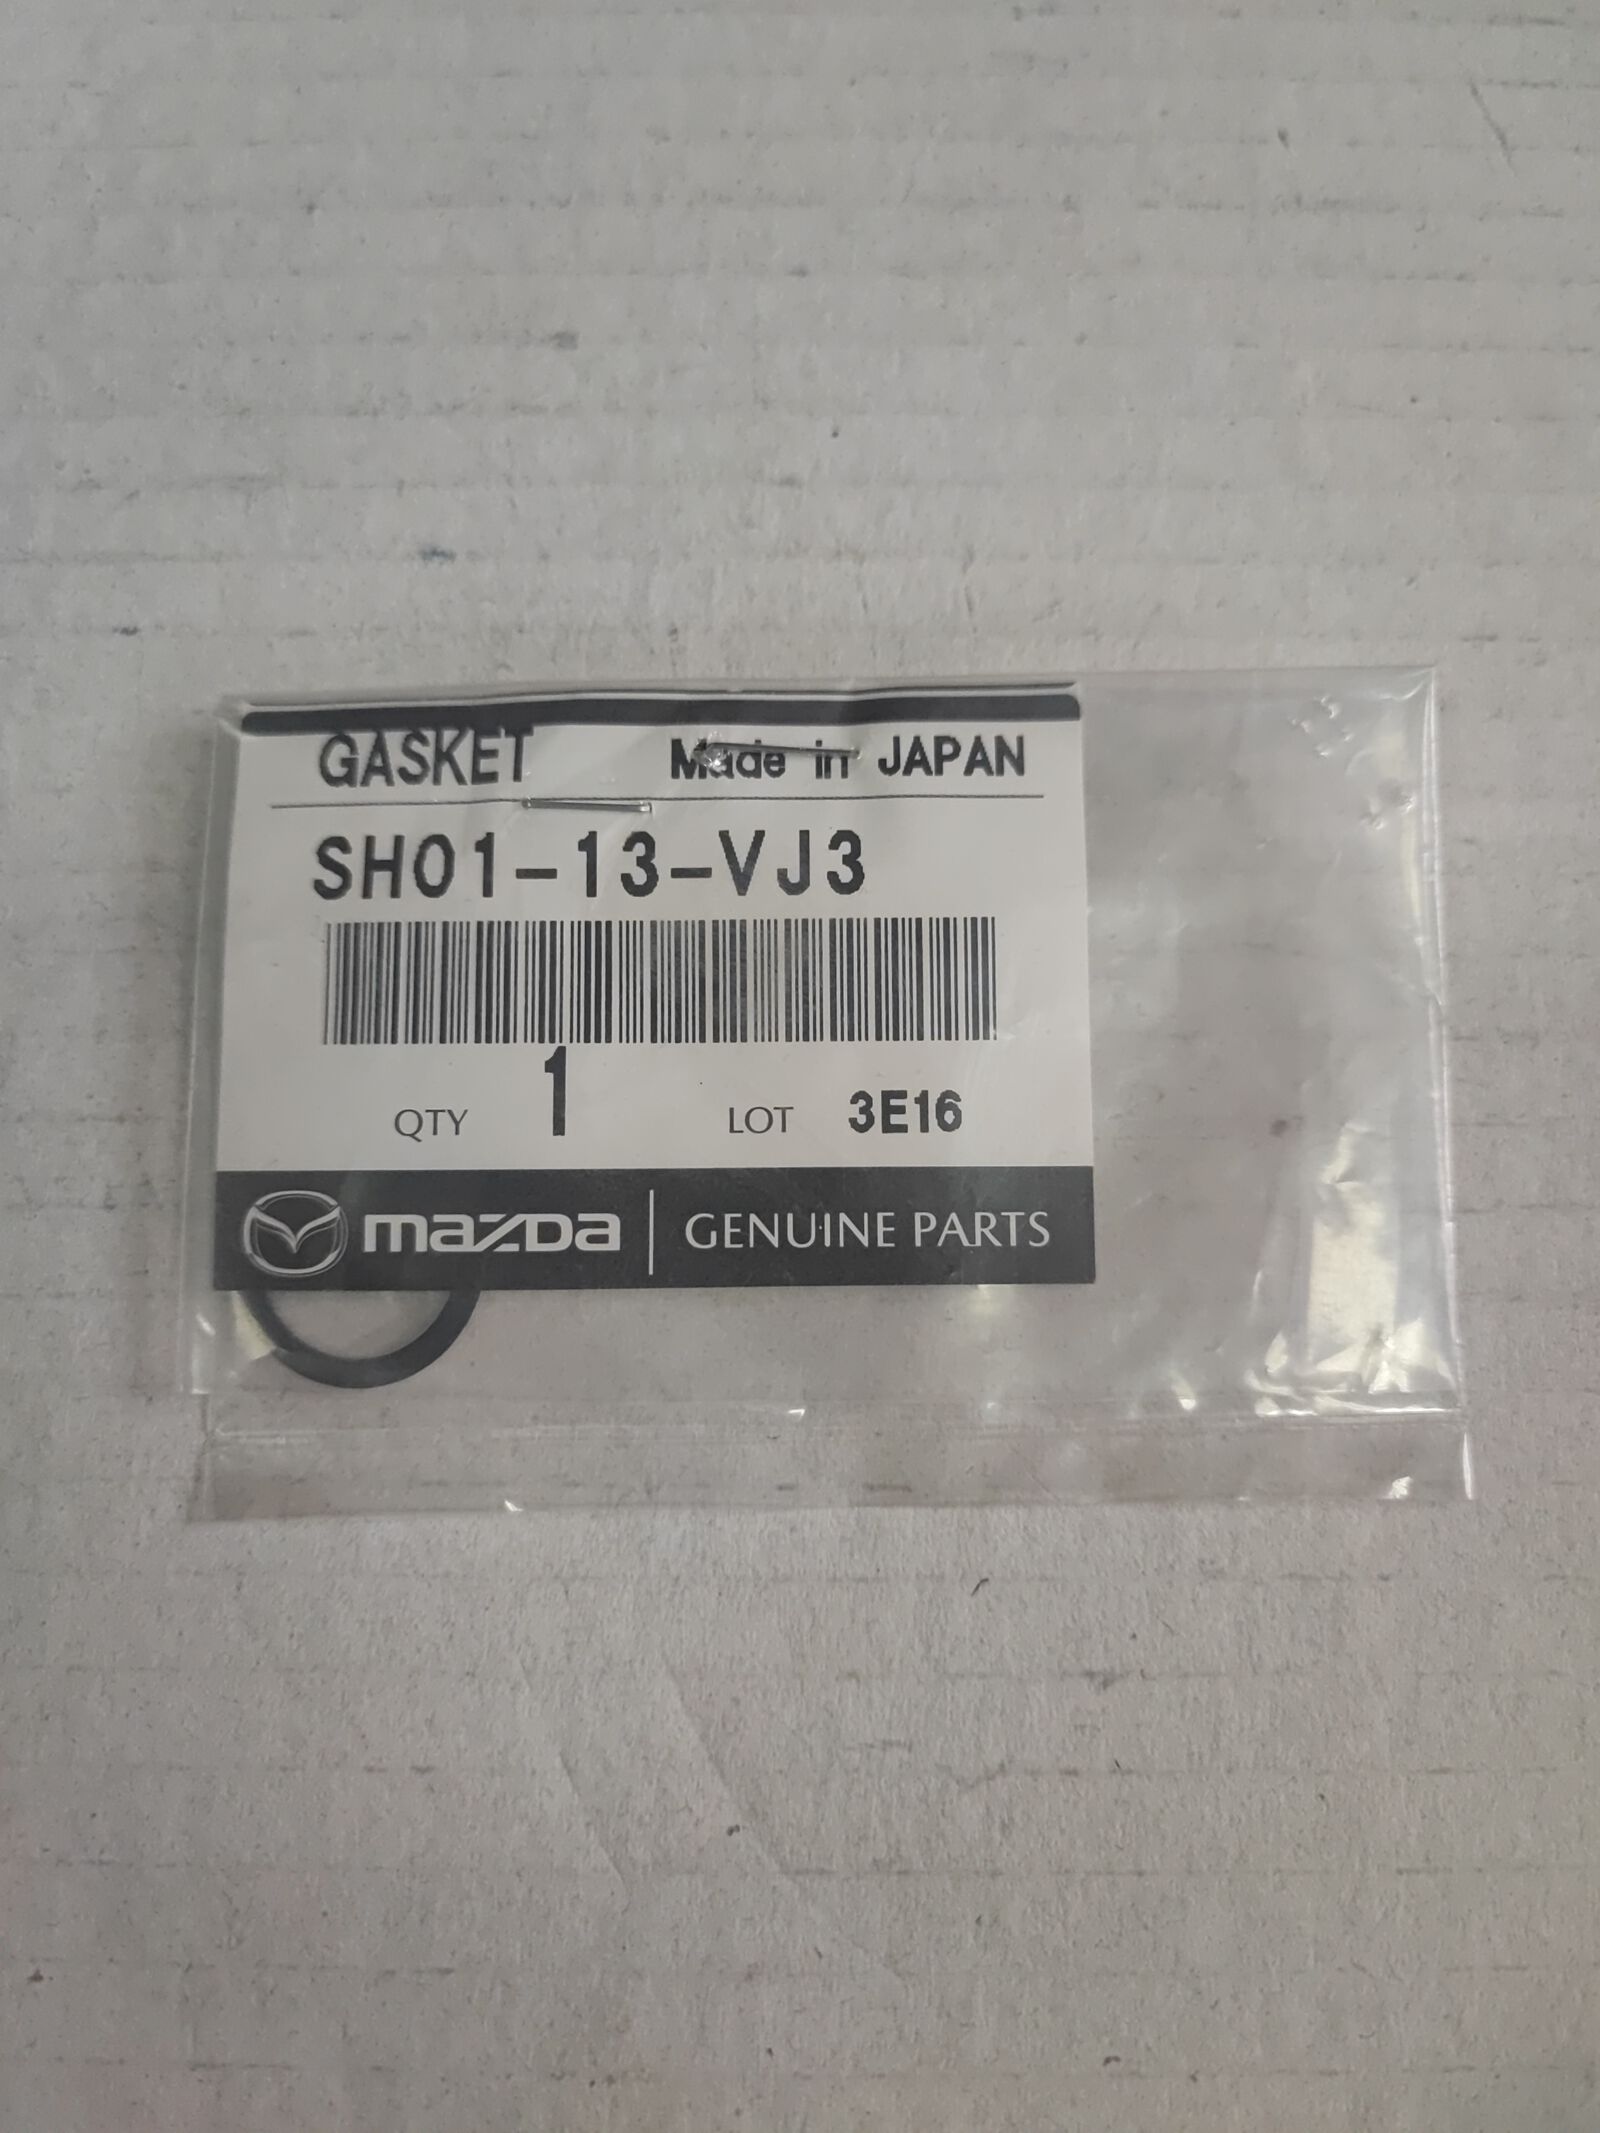 GASKET Made in JAPAN
SH01-13-VJ3
QTY 1 LOT 3E16
mazDa GENUINE PARTS